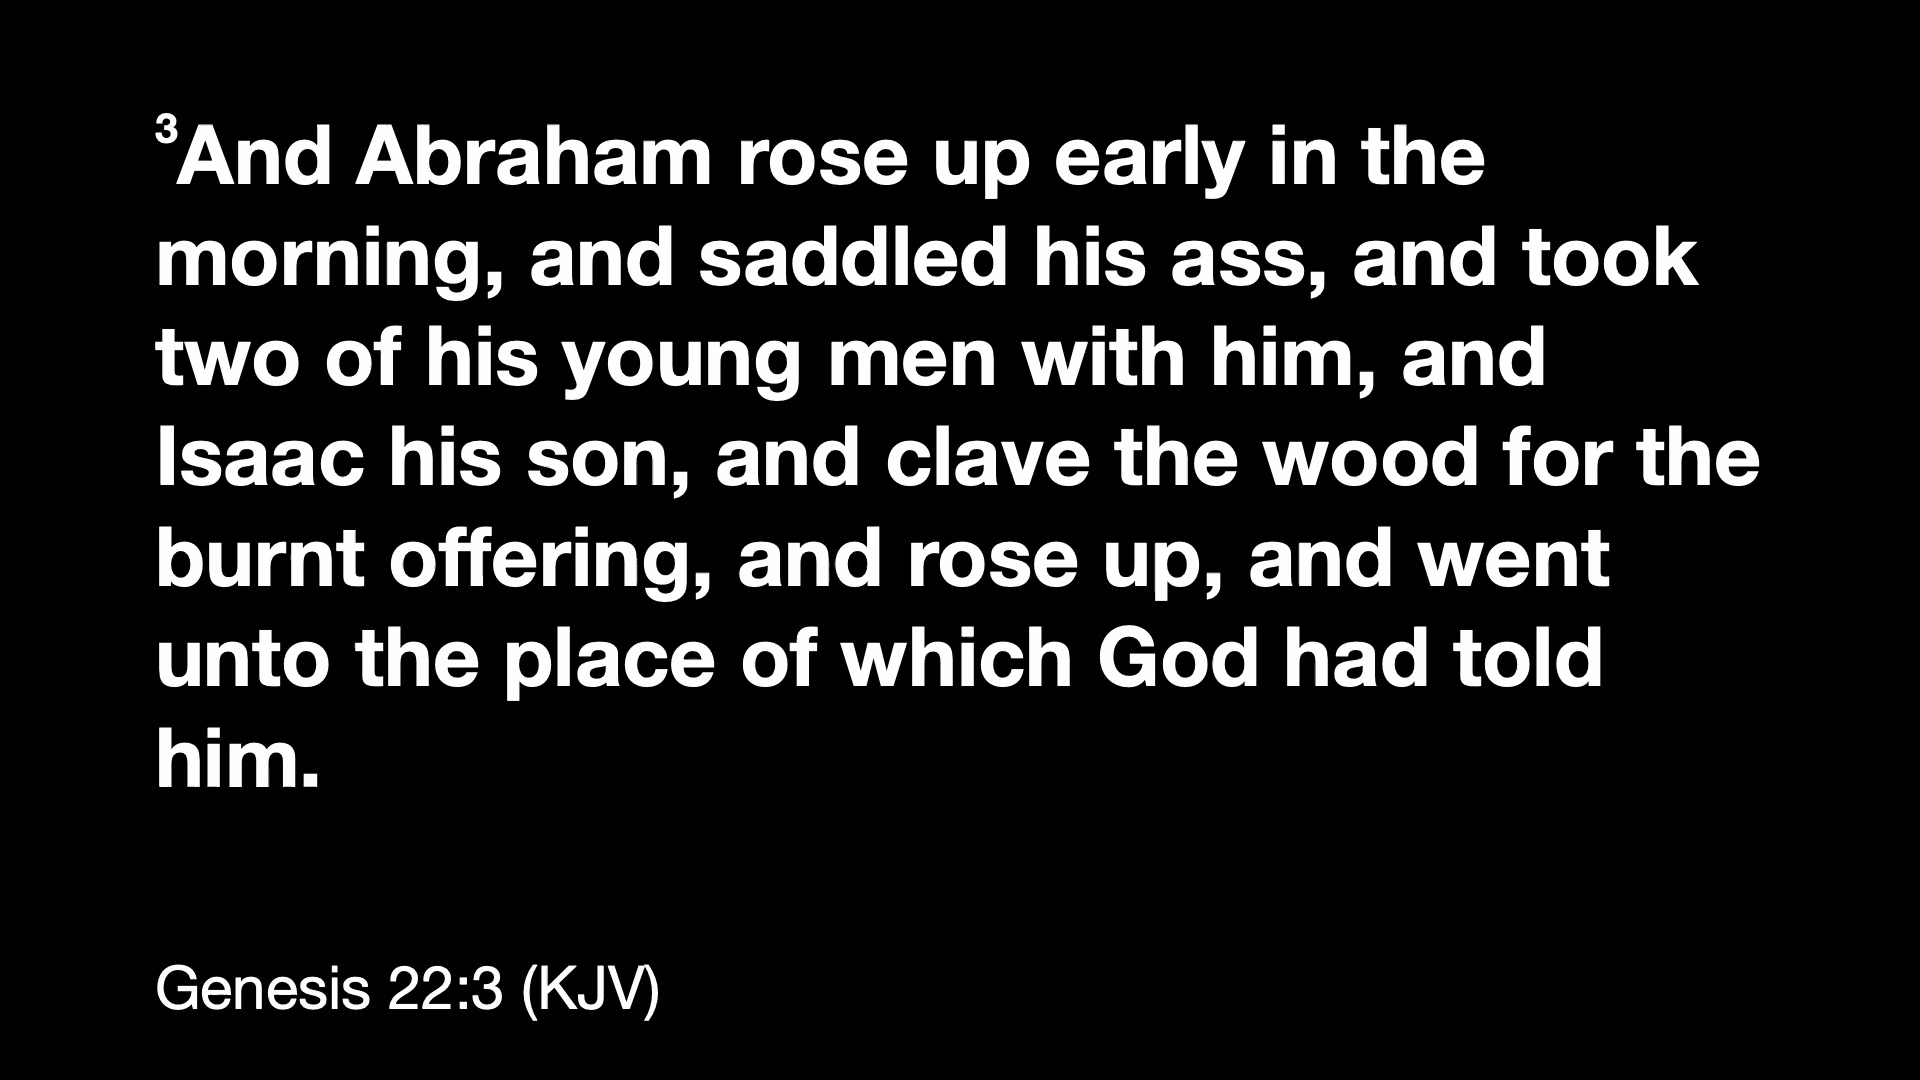 ³And Abraham rose up early in the
morning, and saddled his ass, and took
two of his young men with him, and
Isaac his son, and clave the wood for the
burnt offering, and rose up, and went
unto the place of which God had told
him.
Genesis 22:3 (KJV)